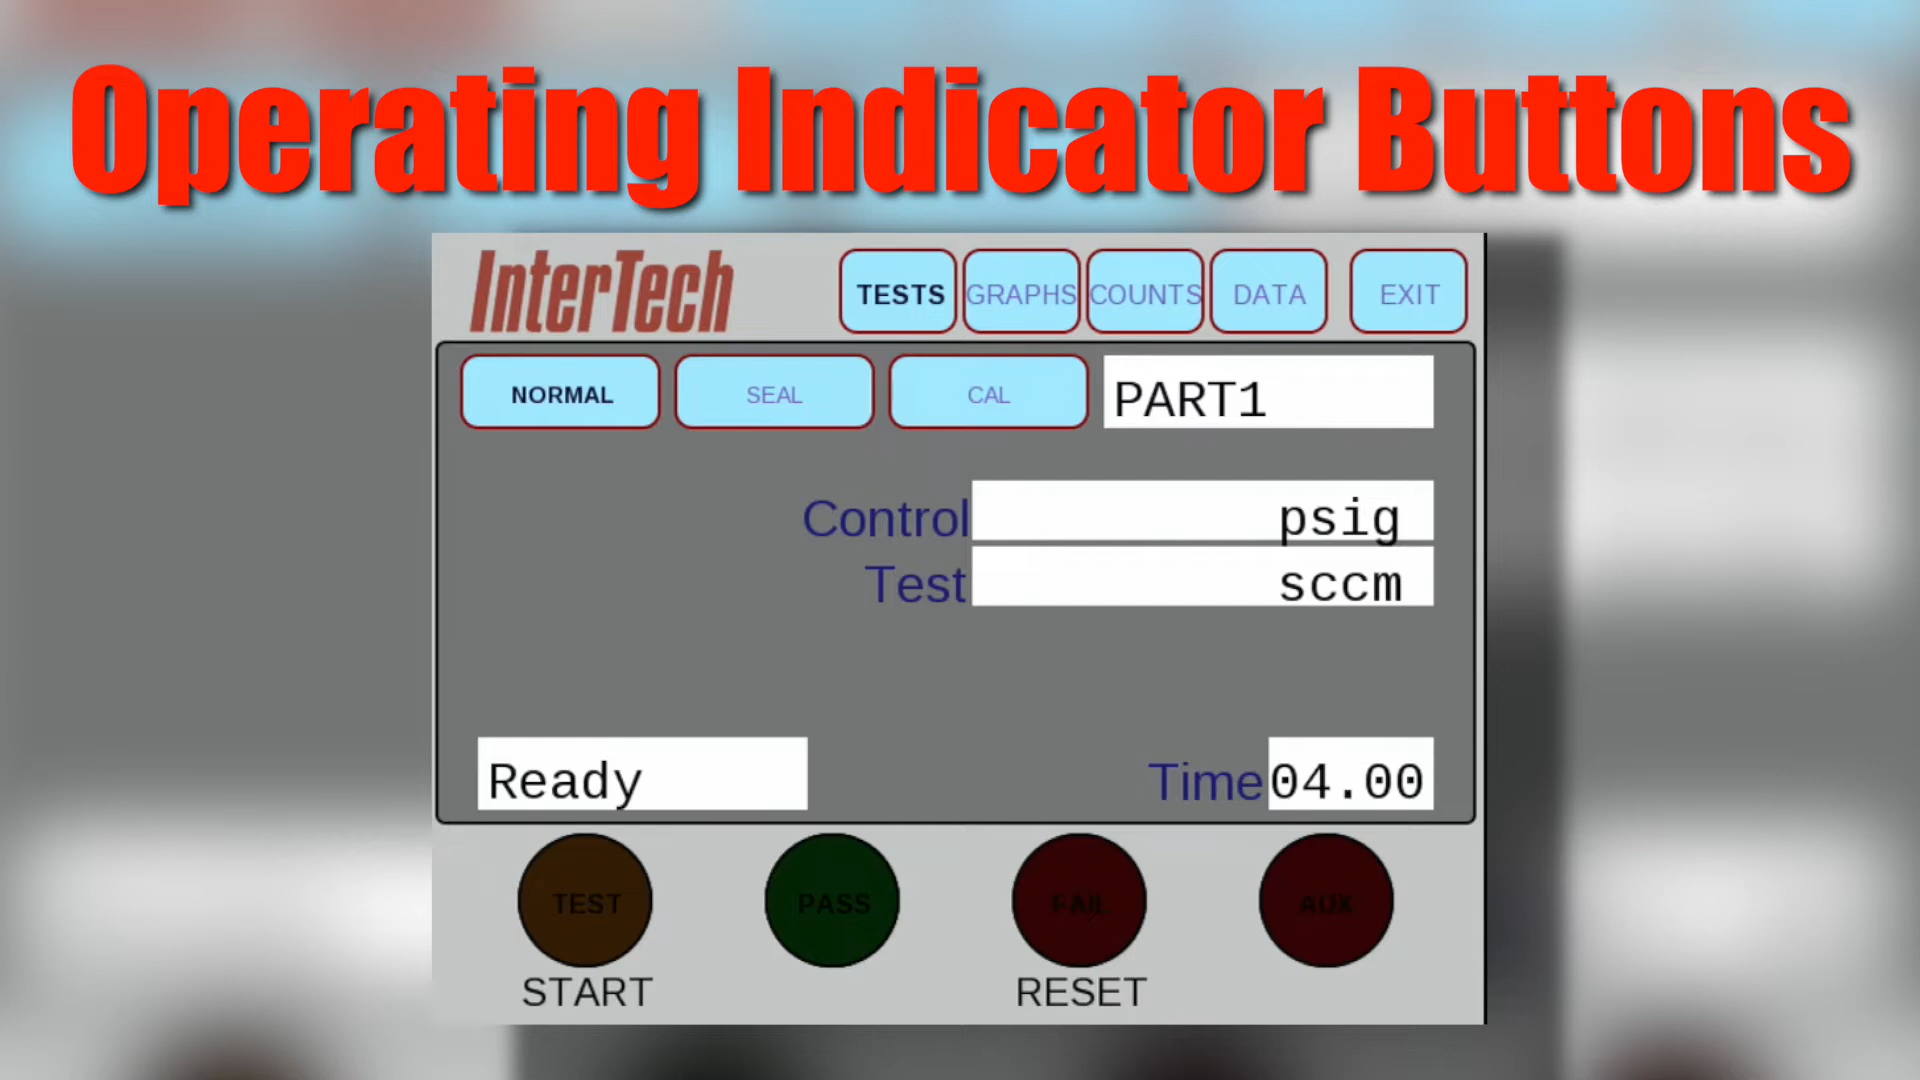 Operating Indicator Buttons
InterTech
TESTS GRAPHS COUNTS DATA EXIT
NORMAL SEAL CAL PART1
Control psig
Test sccm
Ready Time 04.00
TEST PASS FAIL AUX
START RESET